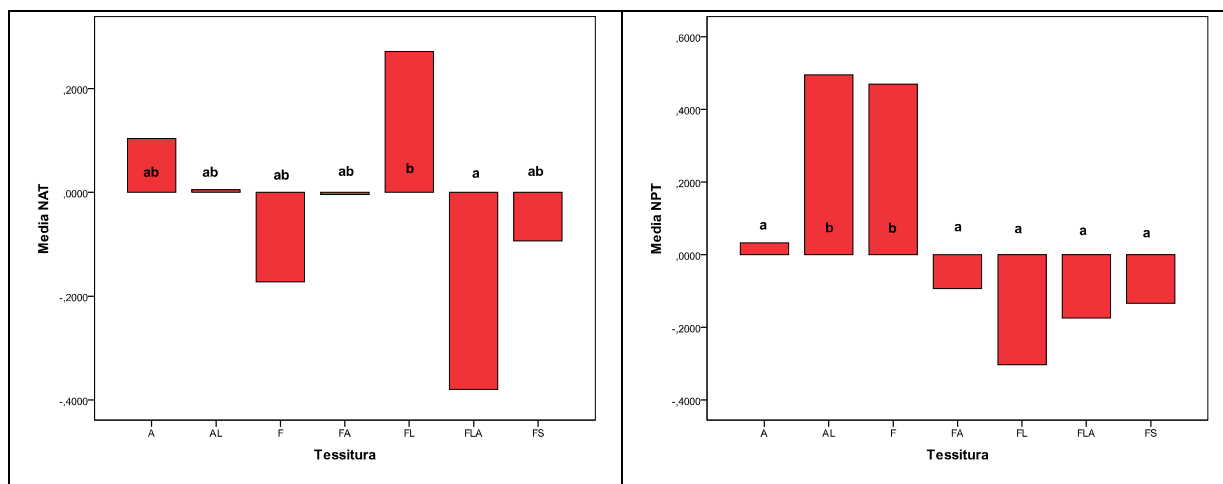 Media NAT
,2000
,0000
-,2000
-,4000
ab ab ab ab b a ab
A AL F FA FL FLA FS
Tessitura
Media NPT
,6000
,4000
,2000
,0000
-,2000
-,4000
a b b a a a a
A AL F FA FL FLA FS
Tessitura